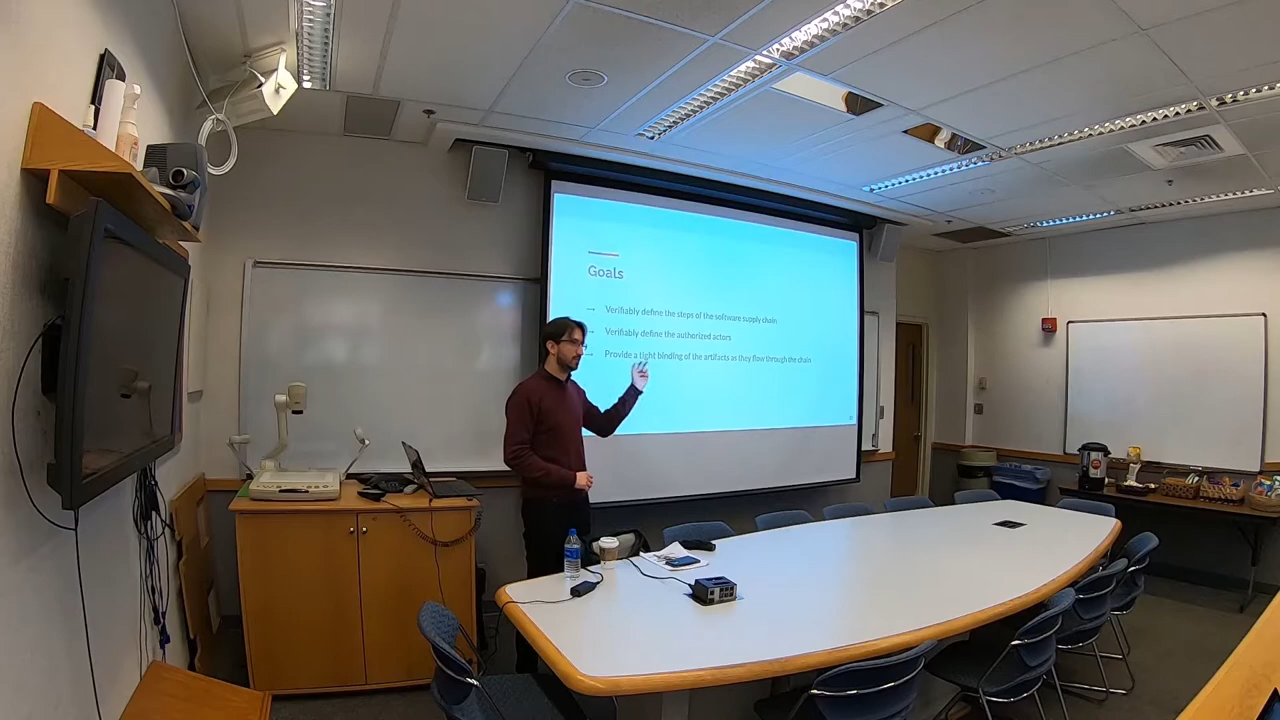 Goals
→ Verifiably define the steps of the software supply chain
→ Verifiably define the authorized actors
→ Provide a tight binding of the artifacts as they flow through the chain